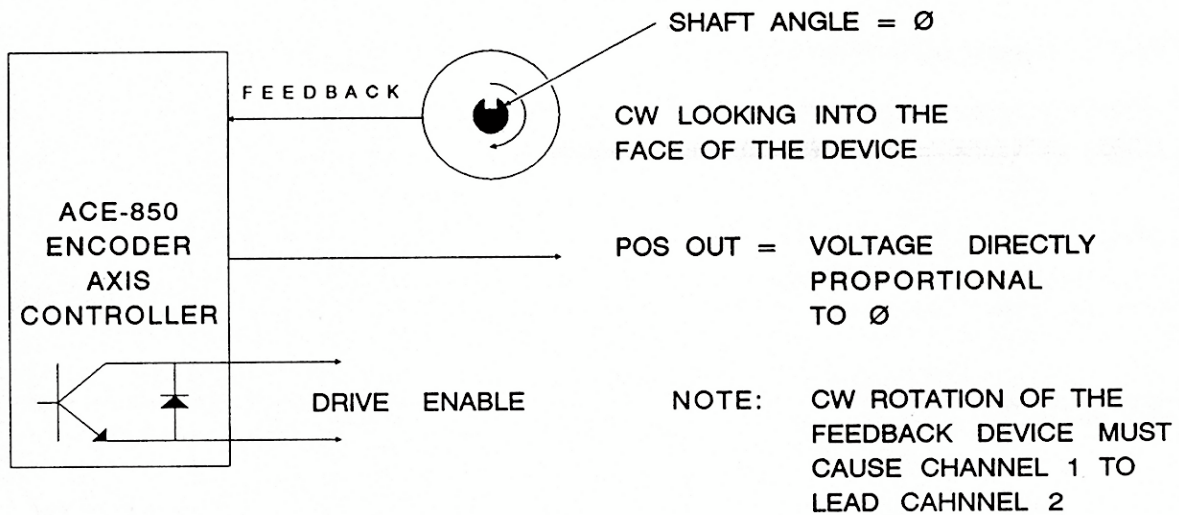 SHAFT ANGLE = Ø
FEEDBACK
CW LOOKING INTO THE
FACE OF THE DEVICE
ACE-850
ENCODER
AXIS
CONTROLLER
POS OUT = VOLTAGE DIRECTLY
PROPORTIONAL
TO Ø
DRIVE ENABLE
NOTE: CW ROTATION OF THE
FEEDBACK DEVICE MUST
CAUSE CHANNEL 1 TO
LEAD CAHNNEL 2